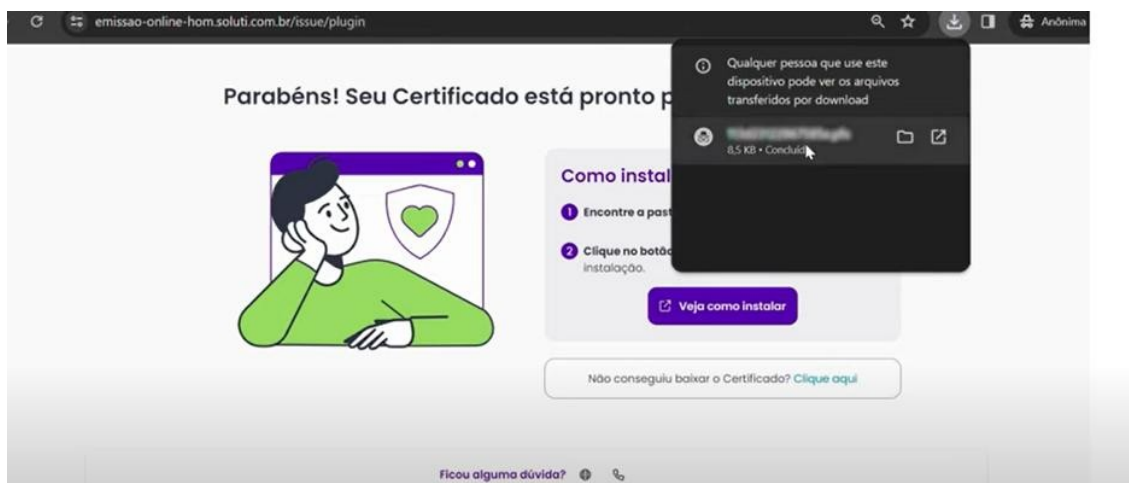 emissao-online-hom.soluti.com.br/issue/plugin
Anônima
Qualquer pessoa que use este
dispositivo pode ver os arquivos
transferidos por download
8,5 KB • Concluíd
Parabéns! Seu Certificado está pronto p
Como instal
1 Encontre a past
2 Clique no botão
instalação.
Veja como instalar
Não conseguiu baixar o Certificado? Clique aqui
Ficou alguma dúvida?